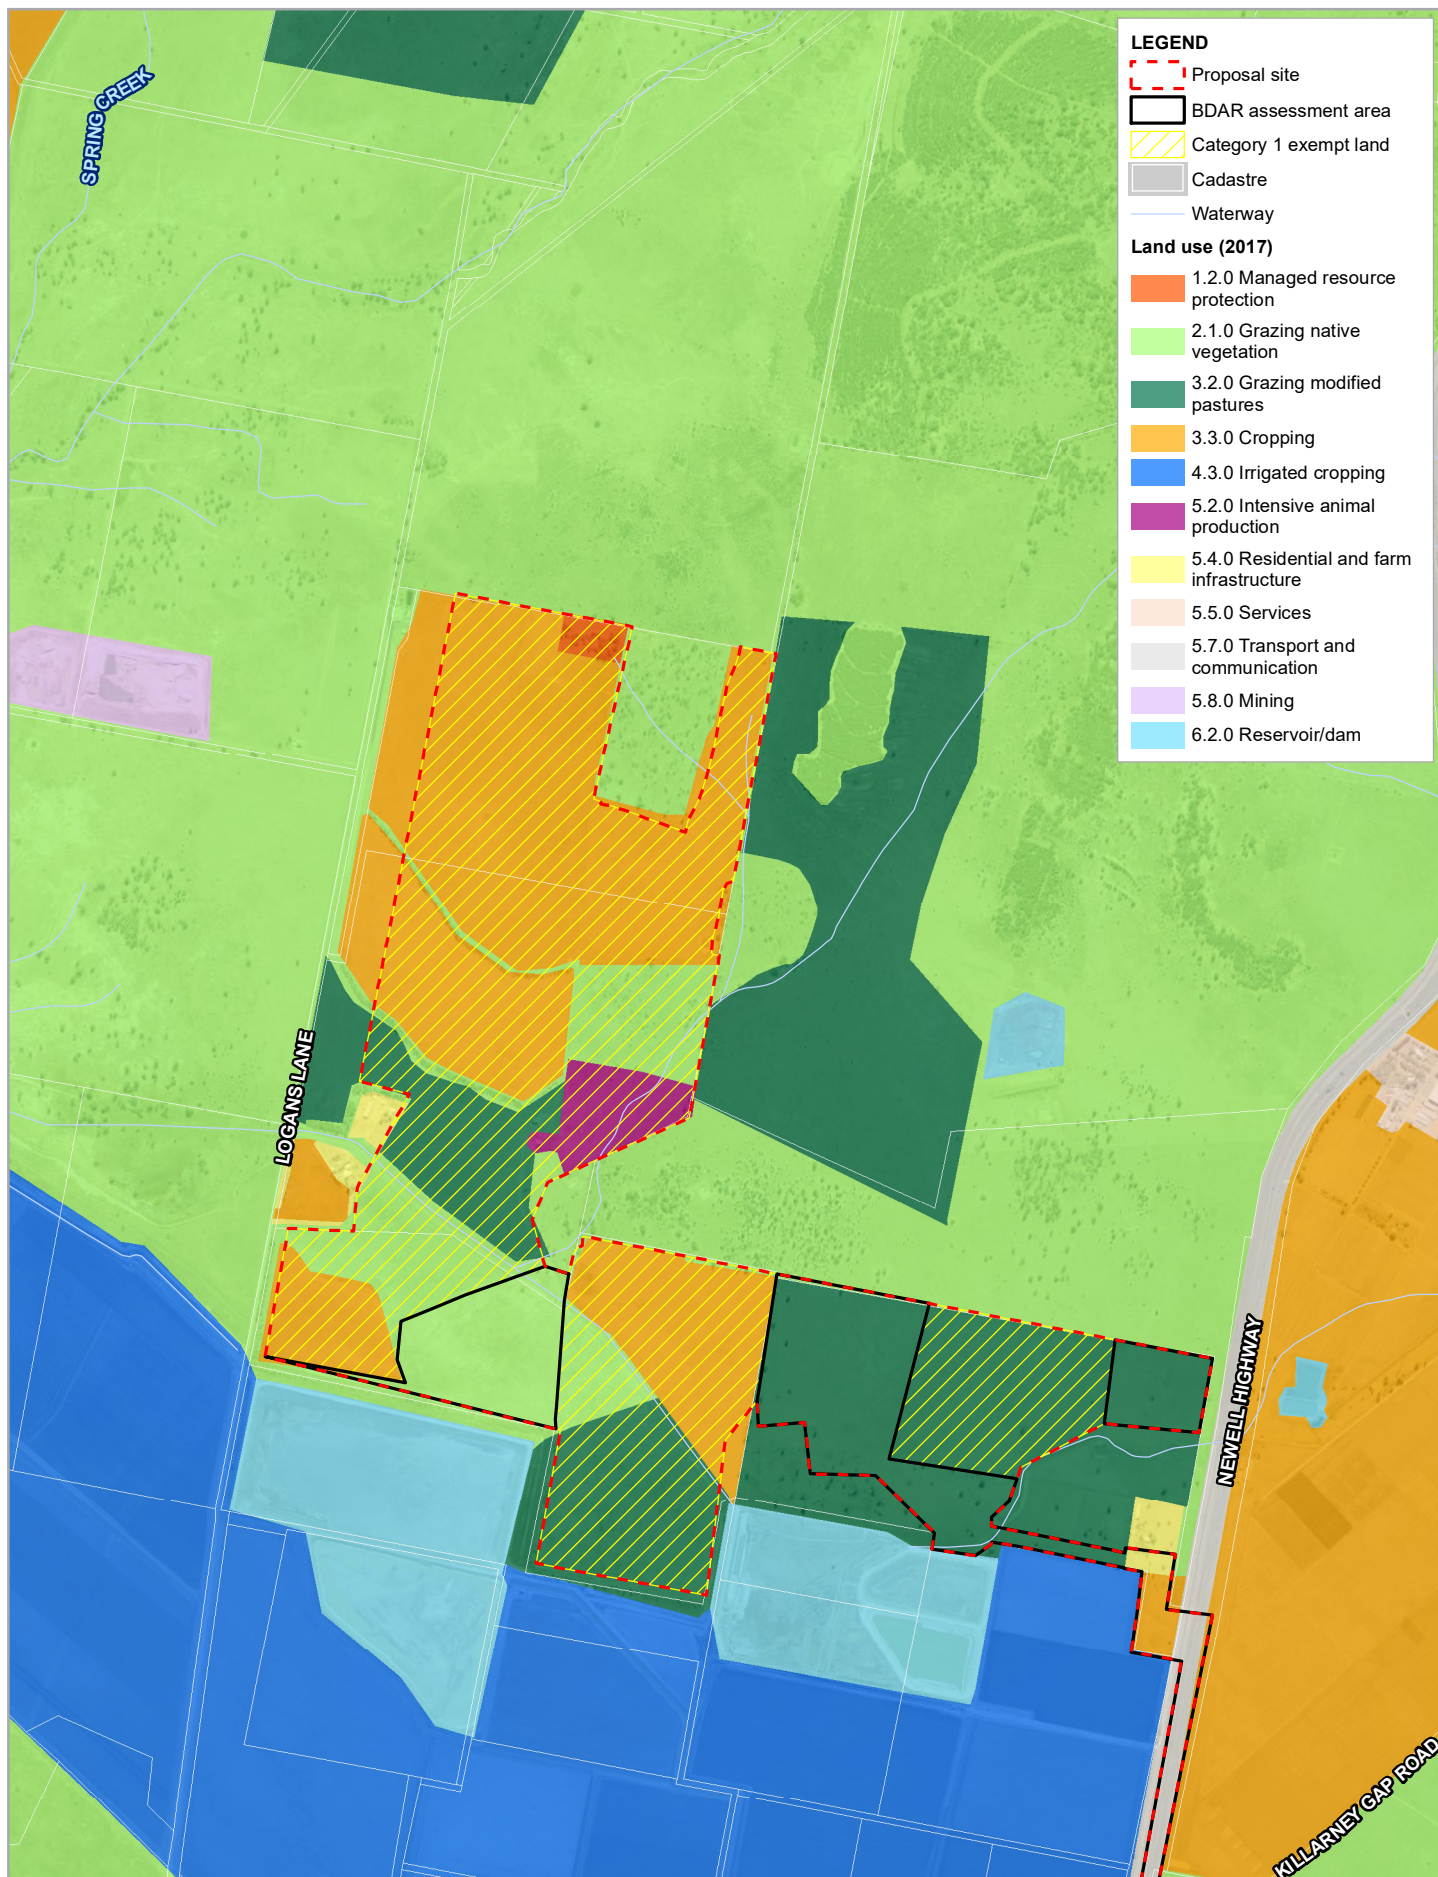 SPRING CREEK
LEGEND
Proposal site
BDAR assessment area
Category 1 exempt land
Cadastre
Waterway
Land use (2017)
1.2.0 Managed resource
protection
2.1.0 Grazing native
vegetation
3.2.0 Grazing modified
pastures
3.3.0 Cropping
4.3.0 Irrigated cropping
5.2.0 Intensive animal
production
5.4.0 Residential and farm
infrastructure
5.5.0 Services
5.7.0 Transport and
communication
5.8.0 Mining
6.2.0 Reservoir/dam
LOGANS LANE
NEWELL HIGHWAY
KILLARNEY GAP ROAD